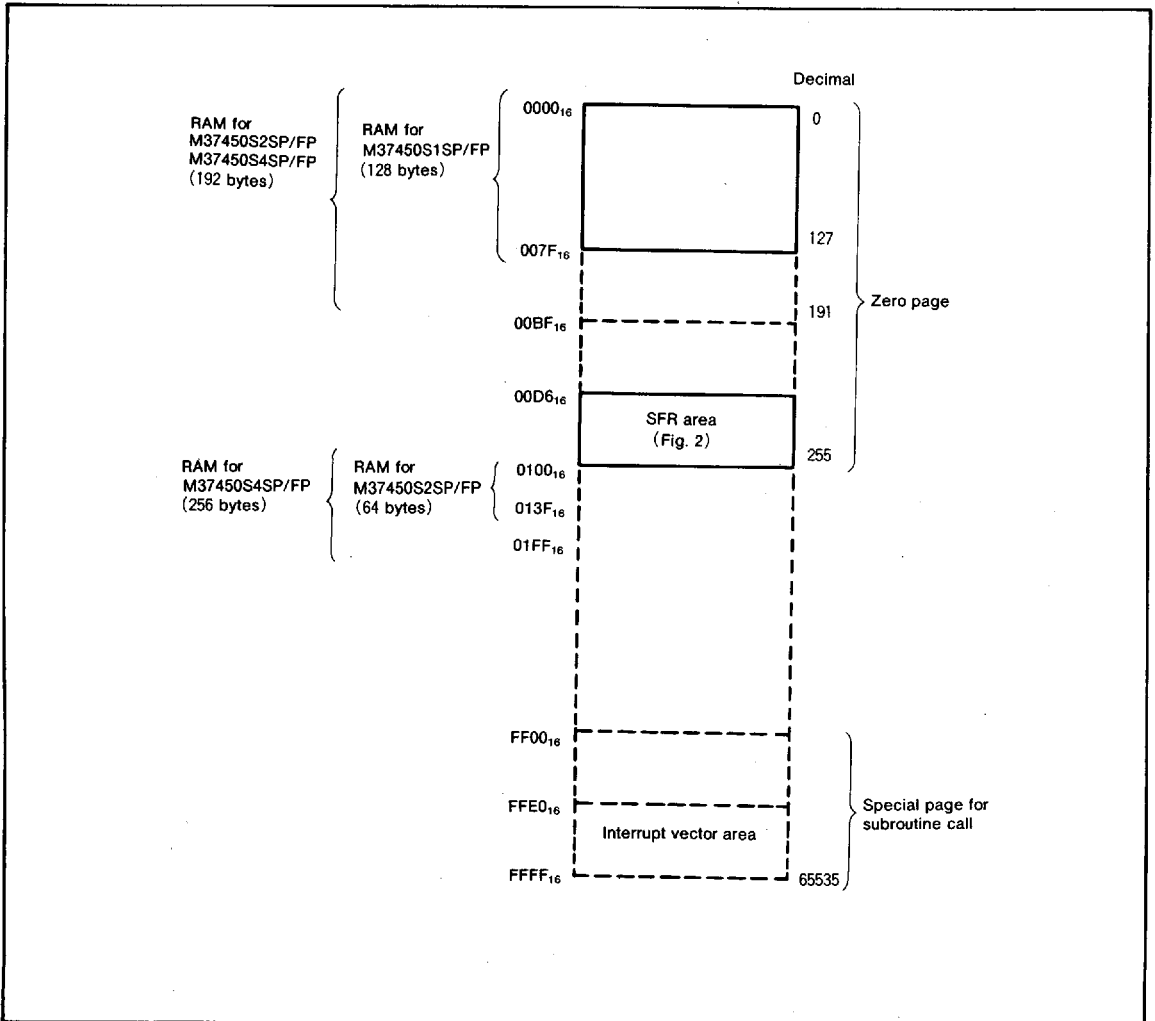 Decimal
0000₁₆
0
RAM for
M37450S2SP/FP
M37450S4SP/FP
(192 bytes)
RAM for
M37450S1SP/FP
(128 bytes)
127
007F₁₆
191
Zero page
00BF₁₆
00D6₁₆
SFR area
(Fig. 2)
255
RAM for
M37450S4SP/FP
(256 bytes)
RAM for
M37450S2SP/FP
(64 bytes)
0100₁₆
013F₁₆
01FF₁₆
FF00₁₆
FFE0₁₆
Special page for
subroutine call
Interrupt vector area
FFFF₁₆
65535